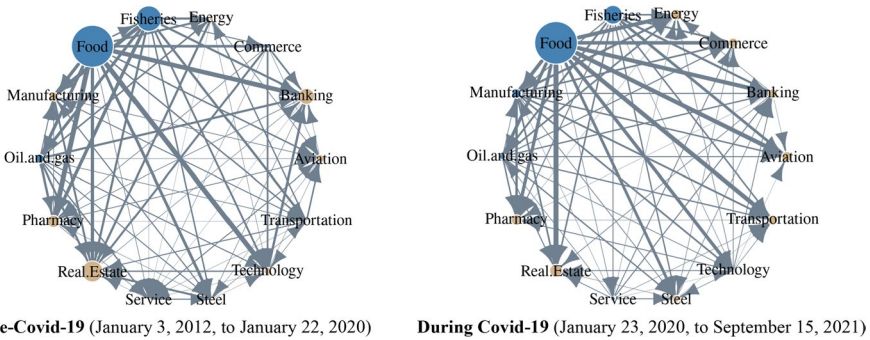 Fisheries
Energy
Food
Commerce
Manufacturing
Banking
Oil.and.gas
Aviation
Pharmacy
Transportation
Real.Estate
Technology
Service
Steel
e-Covid-19 (January 3, 2012, to January 22, 2020)
Fisheries
Energy
Food
Commerce
Manufacturing
Banking
Oil.and.gas
Aviation
Pharmacy
Transportation
Real.Estate
Technology
Service
Steel
During Covid-19 (January 23, 2020, to September 15, 2021)